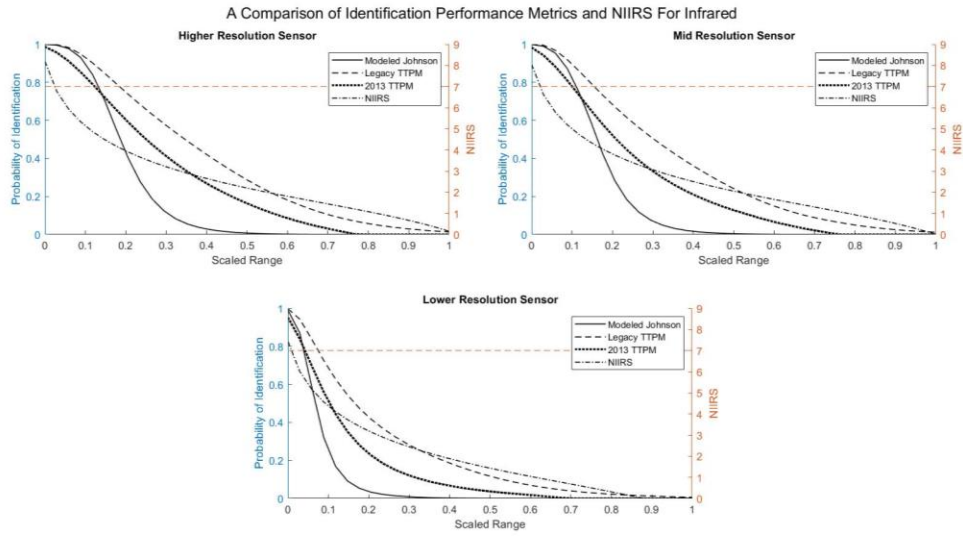 A Comparison of Identification Performance Metrics and NIIRS For Infrared
Higher Resolution Sensor
Probability of Identification
1
0.8
0.6
0.4
0.2
0
9
8
7
6
5
4
3
2
1
0
NIIRS
Modeled Johnson
Legacy TTPM
2013 TTPM
NIIRS
0 0.1 0.2 0.3 0.4 0.5 0.6 0.7 0.8 0.9 1
Scaled Range
Mid Resolution Sensor
Probability of Identification
1
0.8
0.6
0.4
0.2
0
9
8
7
6
5
4
3
2
1
0
NIIRS
Modeled Johnson
Legacy TTPM
2013 TTPM
NIIRS
0 0.1 0.2 0.3 0.4 0.5 0.6 0.7 0.8 0.9 1
Scaled Range
Lower Resolution Sensor
Probability of Identification
1
0.8
0.6
0.4
0.2
0
9
8
7
6
5
4
3
2
1
0
NIIRS
Modeled Johnson
Legacy TTPM
2013 TTPM
NIIRS
0 0.1 0.2 0.3 0.4 0.5 0.6 0.7 0.8 0.9 1
Scaled Range